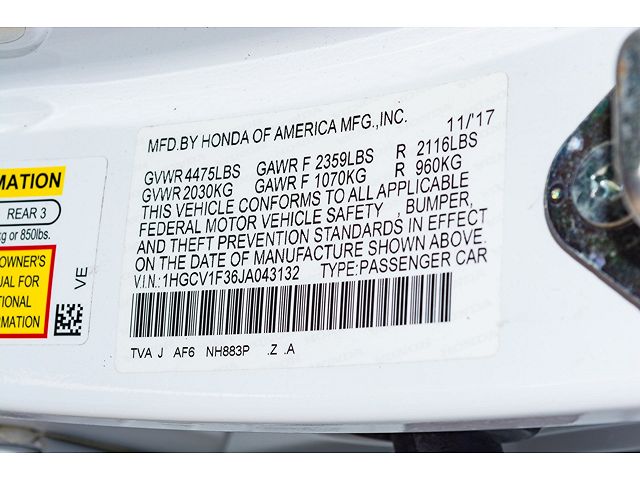 MFD.BY HONDA OF AMERICA MFG.,INC. 11/'17
GVWR 4475LBS GAWR F 2359LBS R 2116LBS
GVWR 2030KG GAWR F 1070KG R 960KG
THIS VEHICLE CONFORMS TO ALL APPLICABLE
FEDERAL MOTOR VEHICLE SAFETY , BUMPER,
AND THEFT PREVENTION STANDARDS IN EFFECT
ON THE DATE OF MANUFACTURE SHOWN ABOVE.
V.I.N.:1HGCV1F36JA043132 TYPE:PASSENGER CAR
TVA J AF6 NH883P .Z .A
MATION
REAR 3
kg or 850lbs.
OWNER'S
UAL FOR
TIONAL
RMATION
VE